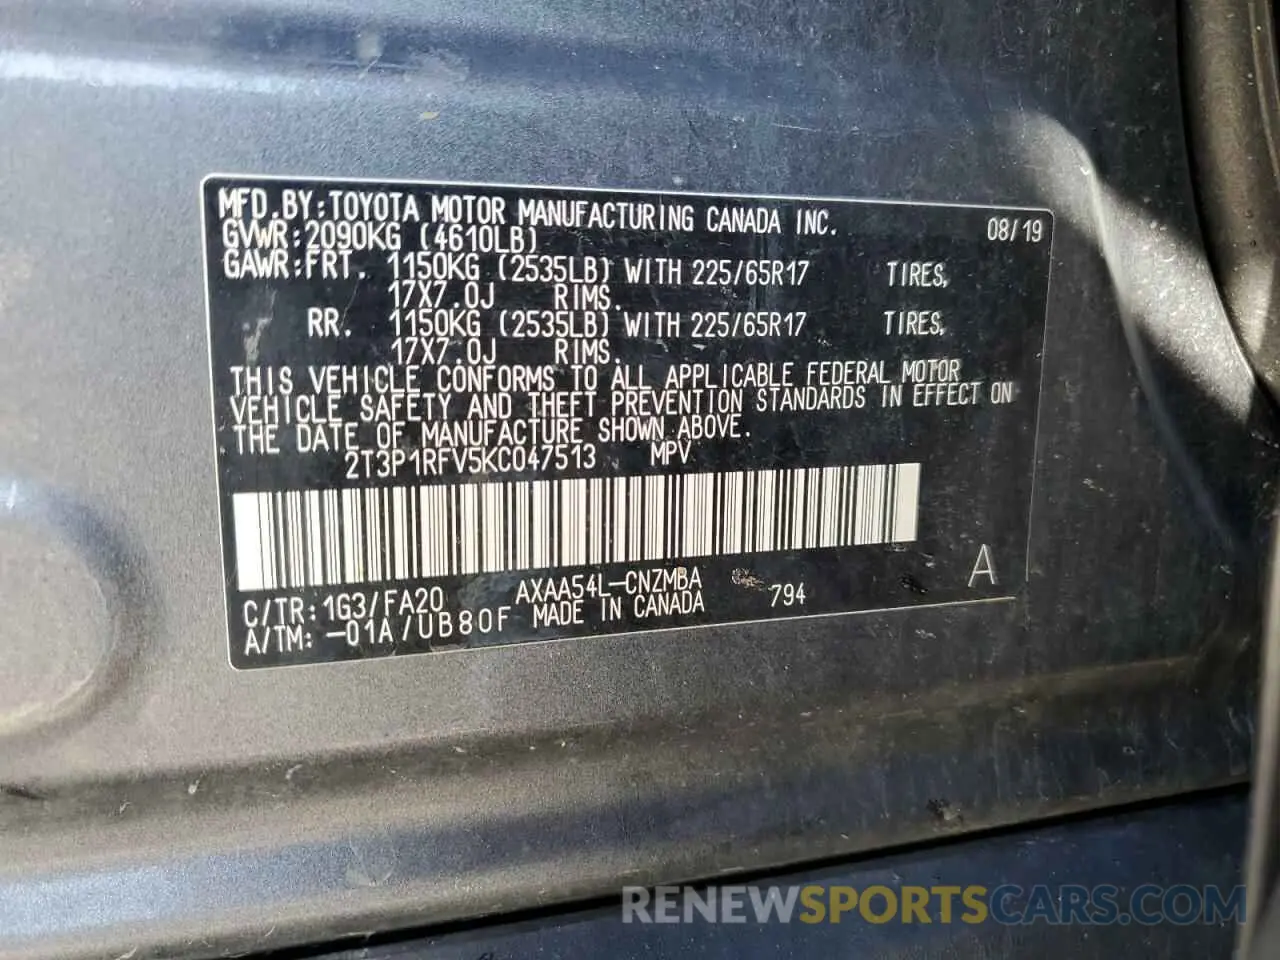 MFD.BY:TOYOTA MOTOR MANUFACTURING CANADA INC. 08/19
GVWR:2090KG (4610LB)
GAWR:FRT. 1150KG (2535LB) WITH 225/65R17 TIRES,
17X7.0J RIMS.
RR. 1150KG (2535LB) WITH 225/65R17 TIRES,
17X7.0J RIMS.
THIS VEHICLE CONFORMS TO ALL APPLICABLE FEDERAL MOTOR
VEHICLE SAFETY AND THEFT PREVENTION STANDARDS IN EFFECT ON
THE DATE OF MANUFACTURE SHOWN ABOVE.
2T3P1RFV5KC047513 MPV
C/TR:1G3/FA20 AXAA54L-CNZMBA 794 A
A/TM:-01A/UB80F MADE IN CANADA
RENEWSPORTSCARS.COM